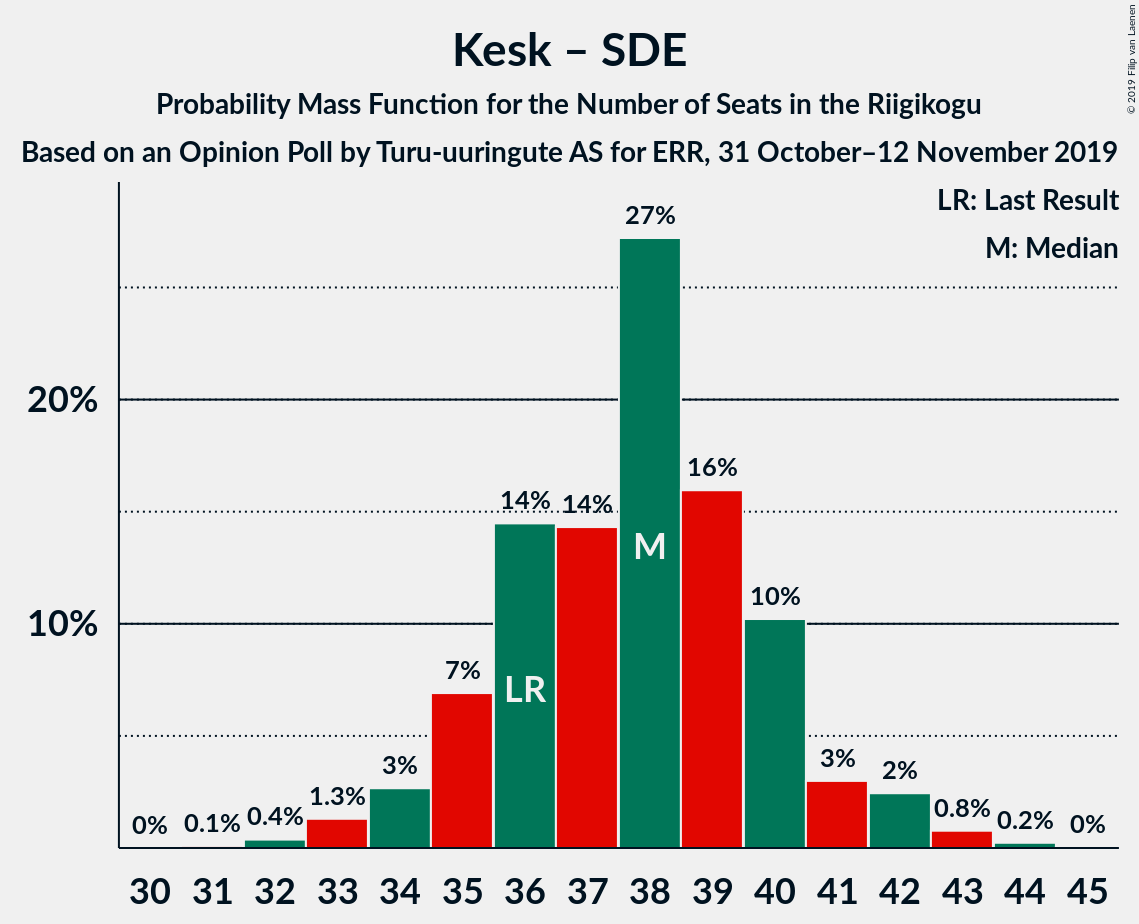 Kesk – SDE
Probability Mass Function for the Number of Seats in the Riigikogu
Based on an Opinion Poll by Turu-uuringute AS for ERR, 31 October–12 November 2019
© 2019 Filip van Laenen
LR: Last Result
M: Median
20%
10%
0% 0.1% 0.4% 1.3% 3% 7% 14% 14% 27% 16% 10% 3% 2% 0.8% 0.2% 0%
LR
M
30 31 32 33 34 35 36 37 38 39 40 41 42 43 44 45